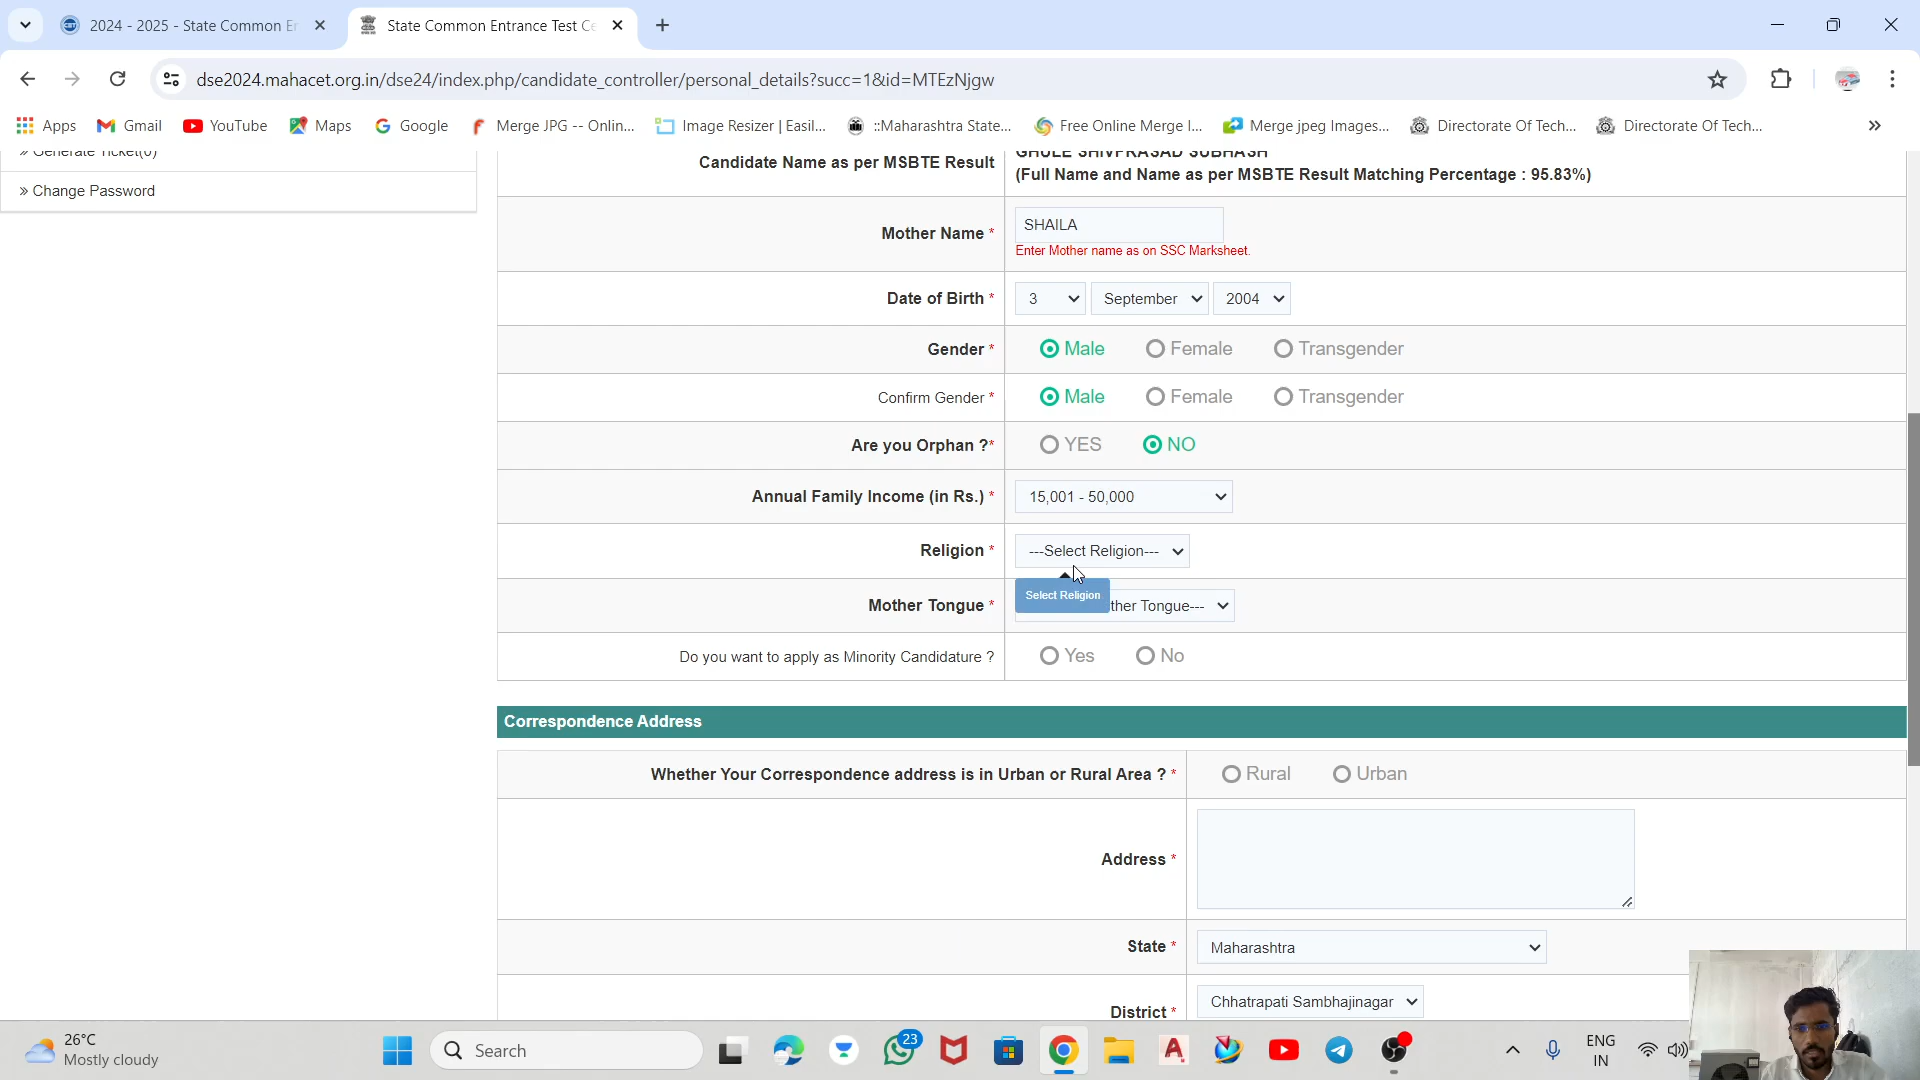 2024 - 2025 - State Common Er
State Common Entrance Test Ce
dse2024.mahacet.org.in/dse24/index.php/candidate_controller/personal_details?succ=1&id=MTEzNjgw
Apps
Gmail
YouTube
Maps
Google
Merge JPG -- Onlin...
Image Resizer | Easil...
::Maharashtra State...
Free Online Merge I...
Merge jpeg Images...
Directorate Of Tech...
Directorate Of Tech...
» Generate Ticket(0)
» Change Password
Candidate Name as per MSBTE Result
GHULE SHIVPRASAD SUBHASH
(Full Name and Name as per MSBTE Result Matching Percentage : 95.83%)
Mother Name *
SHAILA
Enter Mother name as on SSC Marksheet.
Date of Birth *
3 September 2004
Gender *
Male Female Transgender
Confirm Gender *
Male Female Transgender
Are you Orphan ?*
YES NO
Annual Family Income (in Rs.) *
15,001 - 50,000
Religion *
---Select Religion---
Select Religion
Mother Tongue *
ther Tongue---
Do you want to apply as Minority Candidature ?
Yes No
Correspondence Address
Whether Your Correspondence address is in Urban or Rural Area ? *
Rural Urban
Address *
State *
Maharashtra
District *
Chhatrapati Sambhajinagar
26°C
Mostly cloudy
Search
23
ENG
IN